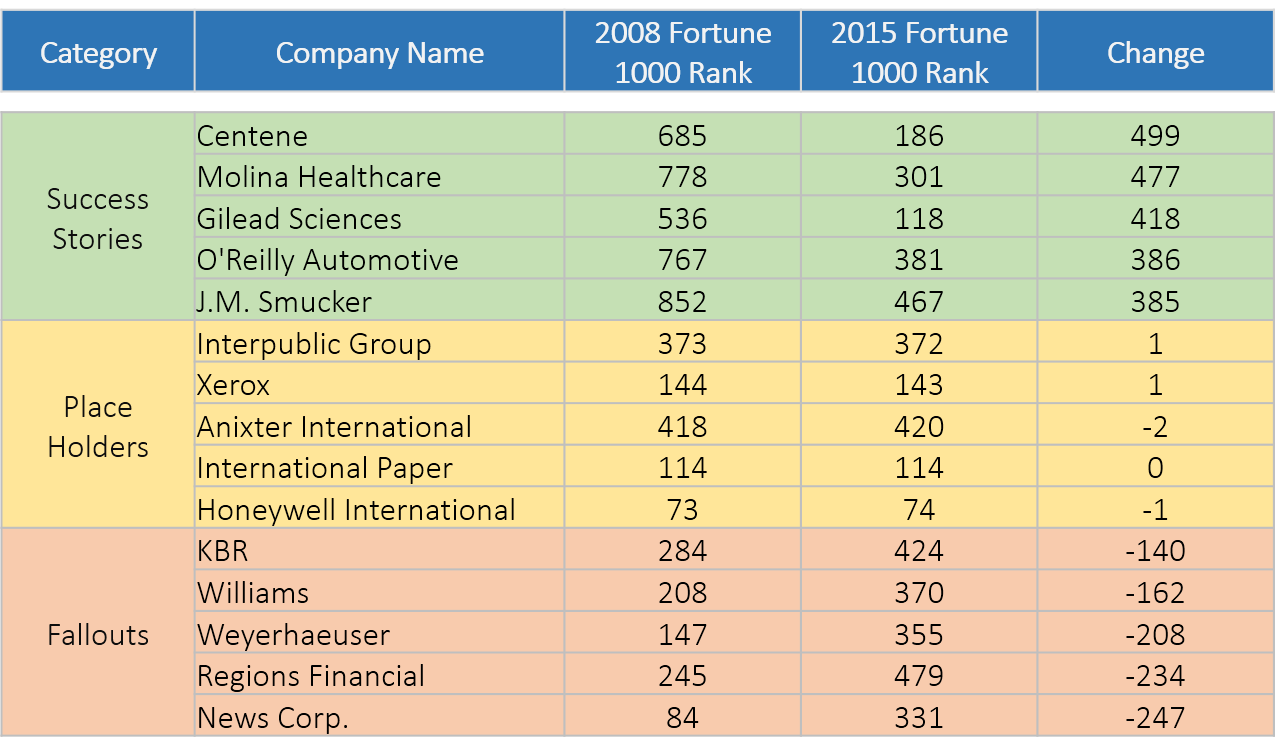 Category Company Name 2008 Fortune 1000 Rank 2015 Fortune 1000 Rank Change
Success Stories
Centene 685 186 499
Molina Healthcare 778 301 477
Gilead Sciences 536 118 418
O'Reilly Automotive 767 381 386
J.M. Smucker 852 467 385
Place Holders
Interpublic Group 373 372 1
Xerox 144 143 1
Anixter International 418 420 -2
International Paper 114 114 0
Honeywell International 73 74 -1
Fallouts
KBR 284 424 -140
Williams 208 370 -162
Weyerhaeuser 147 355 -208
Regions Financial 245 479 -234
News Corp. 84 331 -247